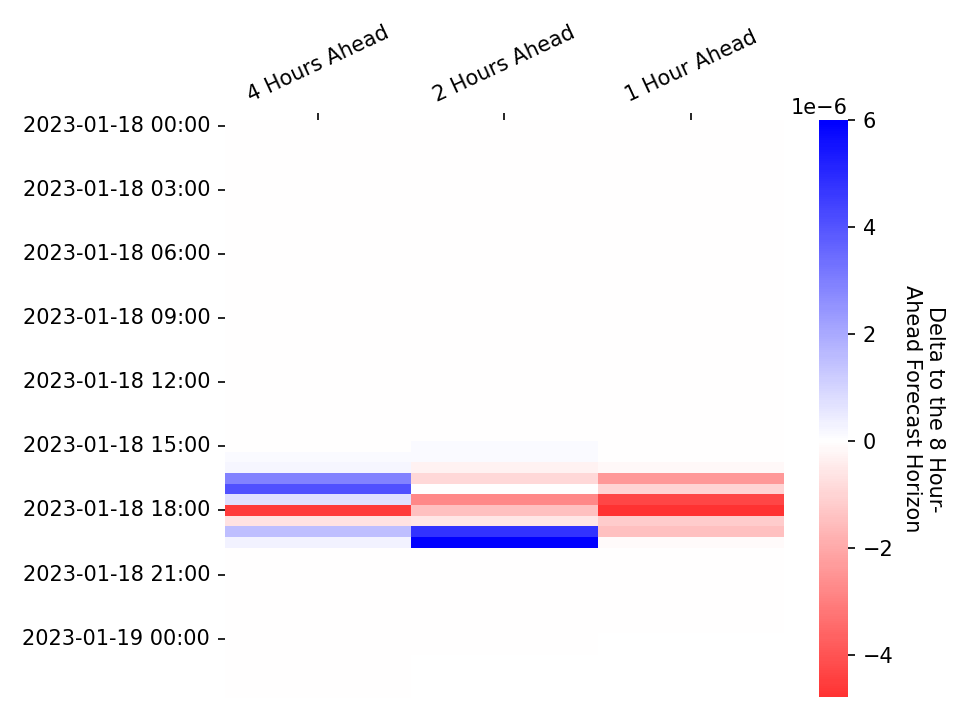 4 Hours Ahead
2 Hours Ahead
1 Hour Ahead
2023-01-18 00:00
2023-01-18 03:00
2023-01-18 06:00
2023-01-18 09:00
2023-01-18 12:00
2023-01-18 15:00
2023-01-18 18:00
2023-01-18 21:00
2023-01-19 00:00
1e−6
6
4
2
0
−2
−4
Delta to the 8 Hour-
Ahead Forecast Horizon